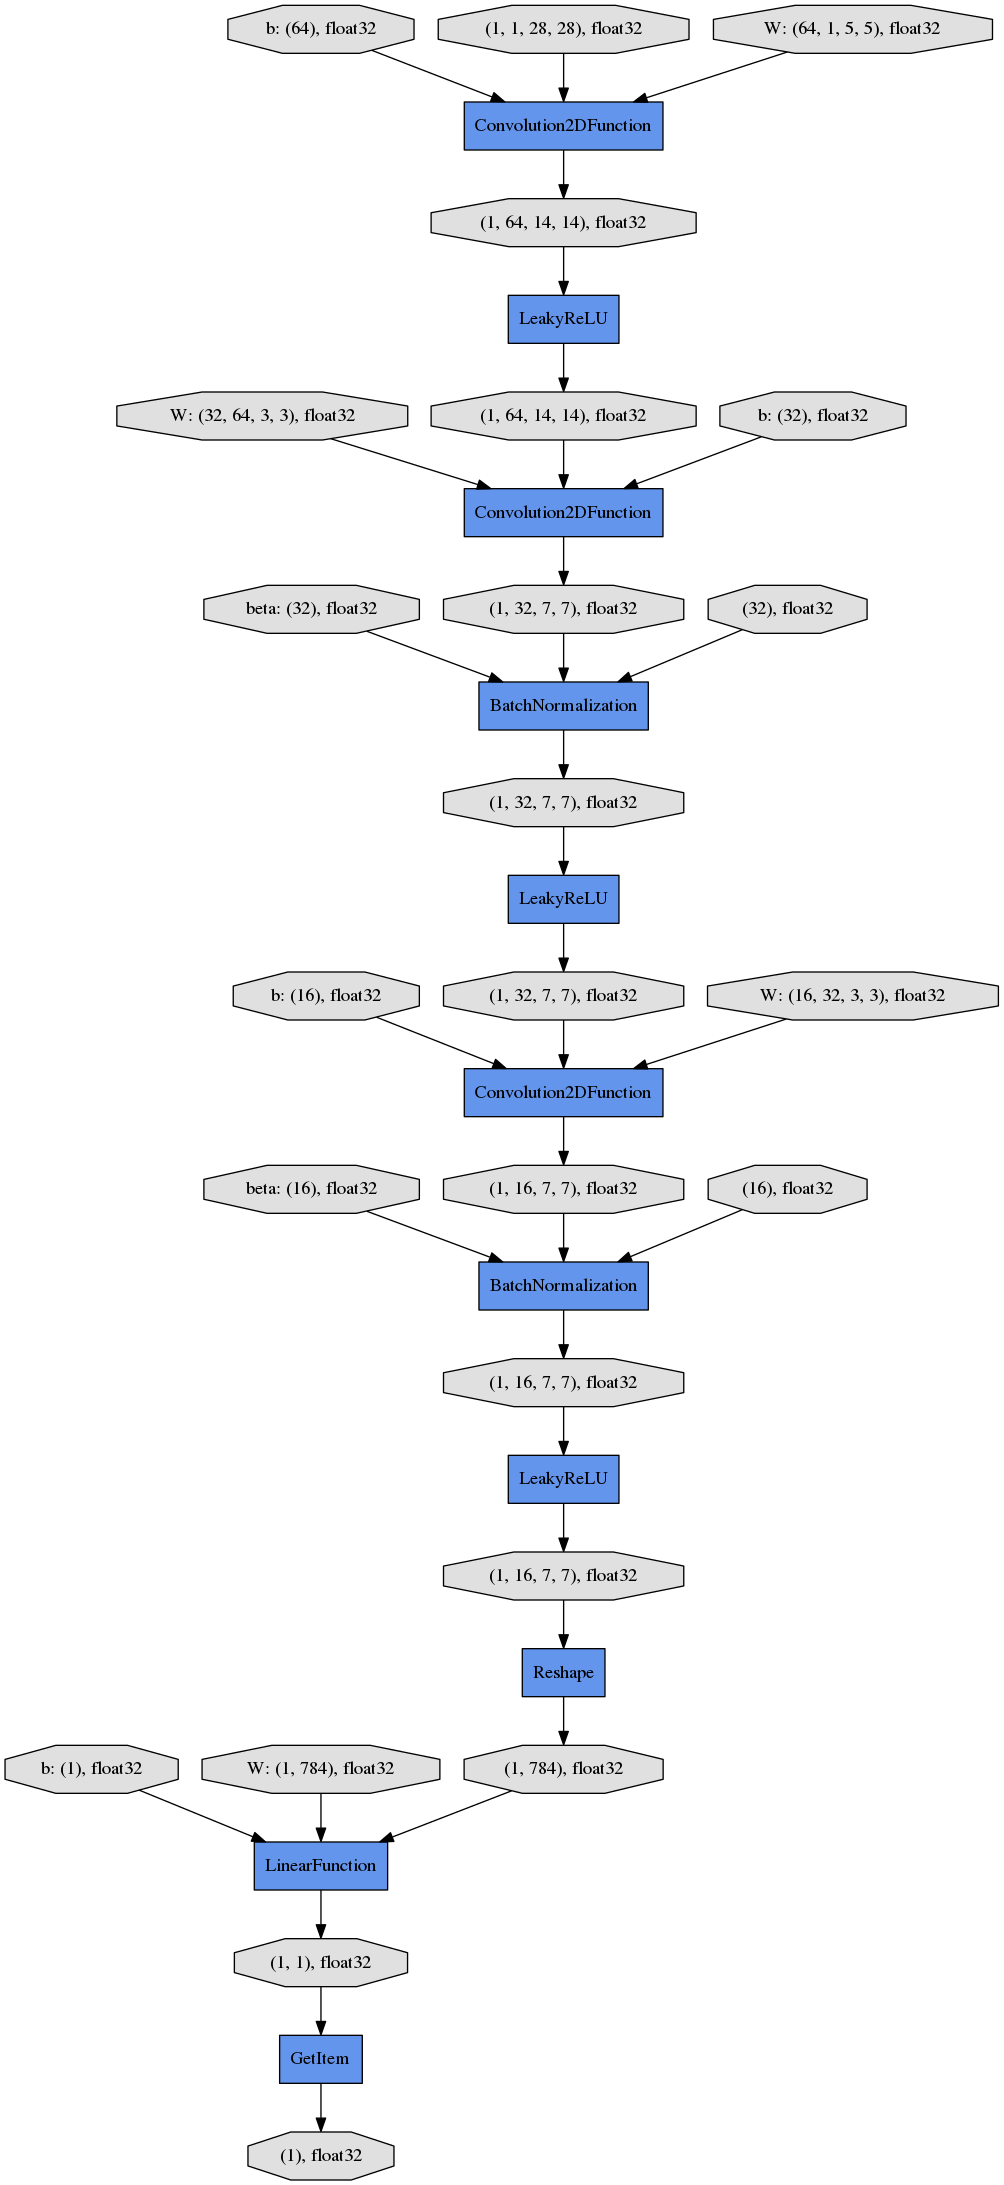 b: (64), float32
(1, 1, 28, 28), float32
W: (64, 1, 5, 5), float32
Convolution2DFunction
(1, 64, 14, 14), float32
LeakyReLU
W: (32, 64, 3, 3), float32
(1, 64, 14, 14), float32
b: (32), float32
Convolution2DFunction
beta: (32), float32
(1, 32, 7, 7), float32
(32), float32
BatchNormalization
(1, 32, 7, 7), float32
LeakyReLU
b: (16), float32
(1, 32, 7, 7), float32
W: (16, 32, 3, 3), float32
Convolution2DFunction
beta: (16), float32
(1, 16, 7, 7), float32
(16), float32
BatchNormalization
(1, 16, 7, 7), float32
LeakyReLU
(1, 16, 7, 7), float32
Reshape
b: (1), float32
W: (1, 784), float32
(1, 784), float32
LinearFunction
(1, 1), float32
GetItem
(1), float32